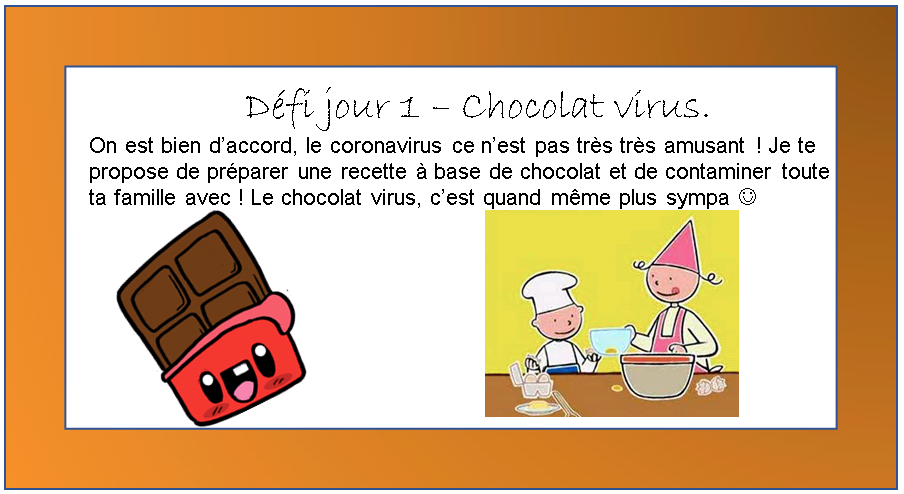 Défi jour 1 – Chocolat virus.
On est bien d’accord, le coronavirus ce n’est pas très très amusant ! Je te
propose de préparer une recette à base de chocolat et de contaminer toute
ta famille avec ! Le chocolat virus, c’est quand même plus sympa ☺